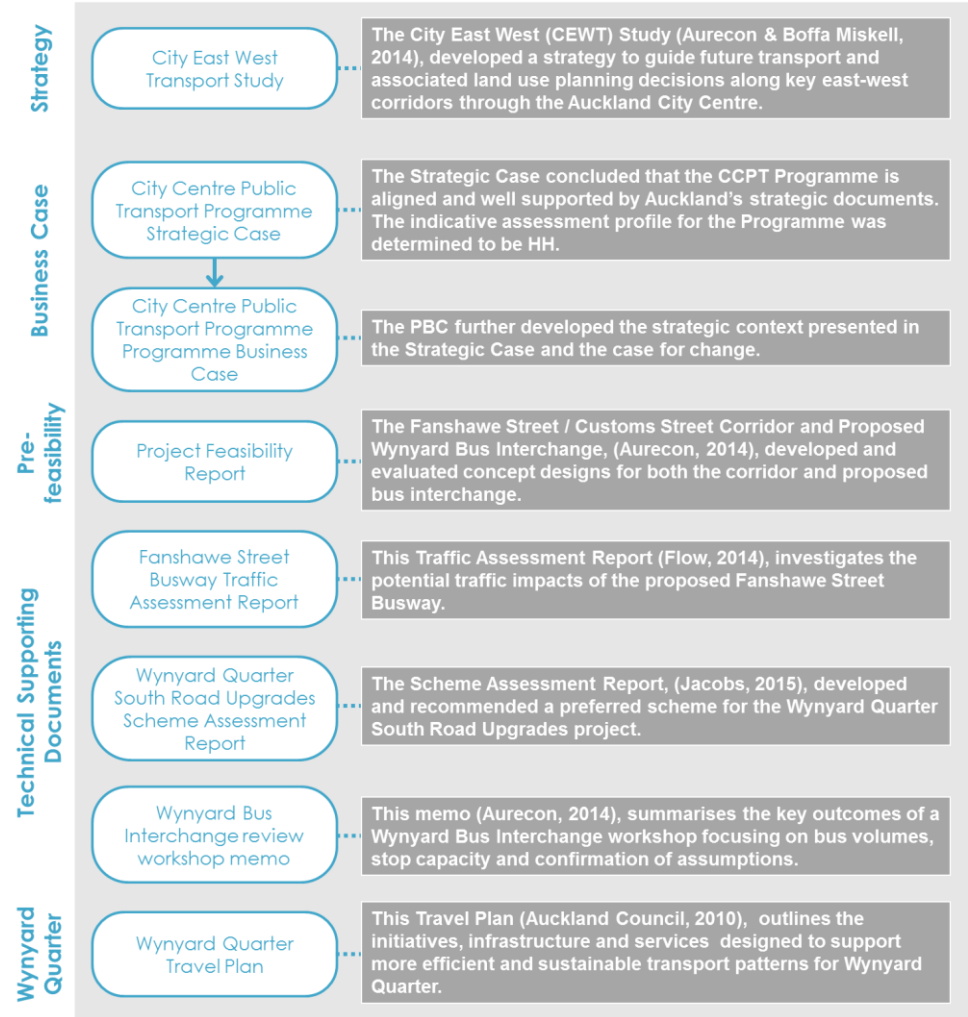 Strategy
City East West
Transport Study
The City East West (CEWT) Study (Aurecon & Boffa Miskell,
2014), developed a strategy to guide future transport and
associated land use planning decisions along key east-west
corridors through the Auckland City Centre.
Business Case
City Centre Public
Transport Programme
Strategic Case
The Strategic Case concluded that the CCPT Programme is
aligned and well supported by Auckland's strategic documents.
The indicative assessment profile for the Programme was
determined to be HH.
City Centre Public
Transport Programme
Programme Business
Case
The PBC further developed the strategic context presented in
the Strategic Case and the case for change.
Pre-
feasibility
Project Feasibility
Report
The Fanshawe Street / Customs Street Corridor and Proposed
Wynyard Bus Interchange, (Aurecon, 2014), developed and
evaluated concept designs for both the corridor and proposed
bus interchange.
Technical Supporting
Documents
Fanshawe Street
Busway Traffic
Assessment Report
This Traffic Assessment Report (Flow, 2014), investigates the
potential traffic impacts of the proposed Fanshawe Street
Busway.
Wynyard Quarter
South Road Upgrades
Scheme Assessment
Report
The Scheme Assessment Report, (Jacobs, 2015), developed
and recommended a preferred scheme for the Wynyard Quarter
South Road Upgrades project.
Wynyard Bus
Interchange review
workshop memo
This memo (Aurecon, 2014), summarises the key outcomes of a
Wynyard Bus Interchange workshop focusing on bus volumes,
stop capacity and confirmation of assumptions.
Wynyard
Quarter
Wynyard Quarter
Travel Plan
This Travel Plan (Auckland Council, 2010),  outlines the
initiatives, infrastructure and services  designed to support
more efficient and sustainable transport patterns for Wynyard
Quarter.